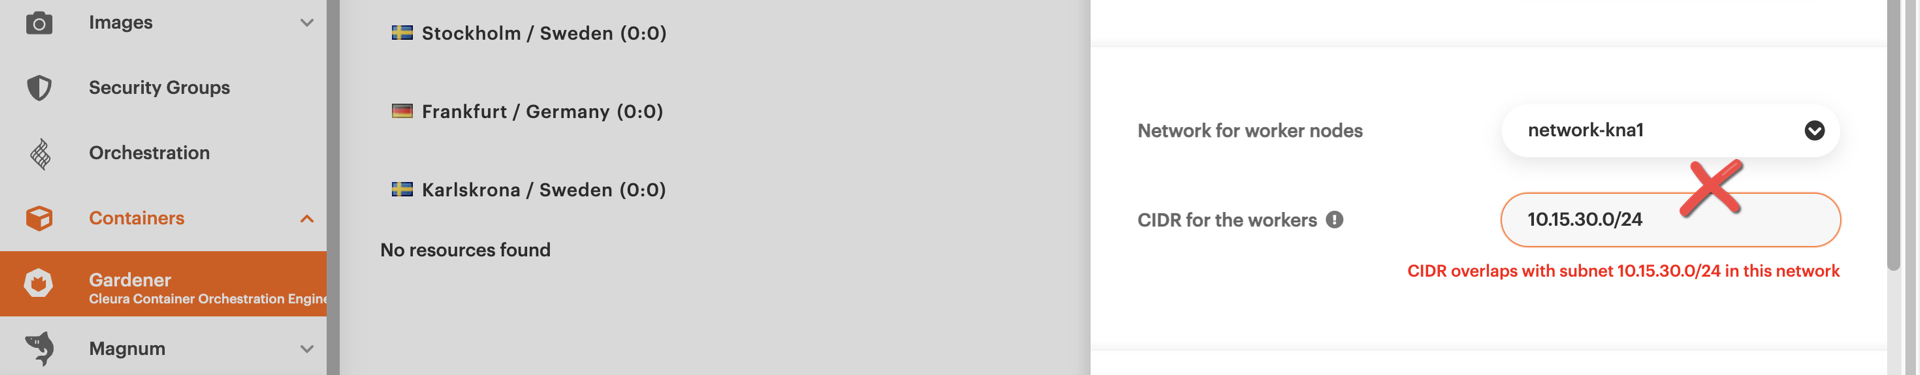 Images
Security Groups
Orchestration
Containers
Gardener
Cleura Container Orchestration Engine
Magnum
Stockholm / Sweden (0:0)
Frankfurt / Germany (0:0)
Karlskrona / Sweden (0:0)
No resources found
Network for worker nodes
network-kna1
CIDR for the workers
10.15.30.0/24
CIDR overlaps with subnet 10.15.30.0/24 in this network